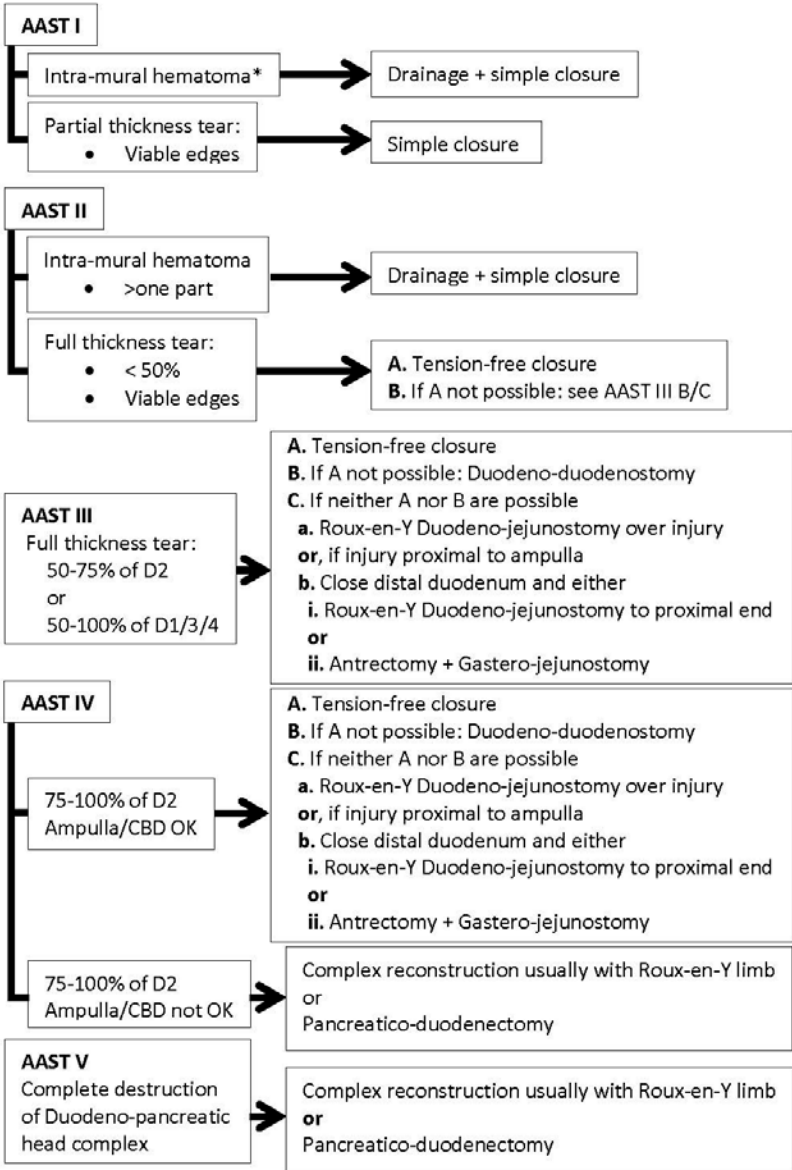 AAST I
Intra-mural hematoma*
Drainage + simple closure
Partial thickness tear:
• Viable edges
Simple closure
AAST II
Intra-mural hematoma
• >one part
Drainage + simple closure
Full thickness tear:
• < 50%
• Viable edges
A. Tension-free closure
B. If A not possible: see AAST III B/C
AAST III
Full thickness tear:
50-75% of D2
or
50-100% of D1/3/4
A. Tension-free closure
B. If A not possible: Duodeno-duodenostomy
C. If neither A nor B are possible
a. Roux-en-Y Duodeno-jejunostomy over injury
or, if injury proximal to ampulla
b. Close distal duodenum and either
i. Roux-en-Y Duodeno-jejunostomy to proximal end
or
ii. Antrectomy + Gastero-jejunostomy
AAST IV
75-100% of D2
Ampulla/CBD OK
A. Tension-free closure
B. If A not possible: Duodeno-duodenostomy
C. If neither A nor B are possible
a. Roux-en-Y Duodeno-jejunostomy over injury
or, if injury proximal to ampulla
b. Close distal duodenum and either
i. Roux-en-Y Duodeno-jejunostomy to proximal end
or
ii. Antrectomy + Gastero-jejunostomy
75-100% of D2
Ampulla/CBD not OK
Complex reconstruction usually with Roux-en-Y limb
or
Pancreatico-duodenectomy
AAST V
Complete destruction
of Duodeno-pancreatic
head complex
Complex reconstruction usually with Roux-en-Y limb
or
Pancreatico-duodenectomy